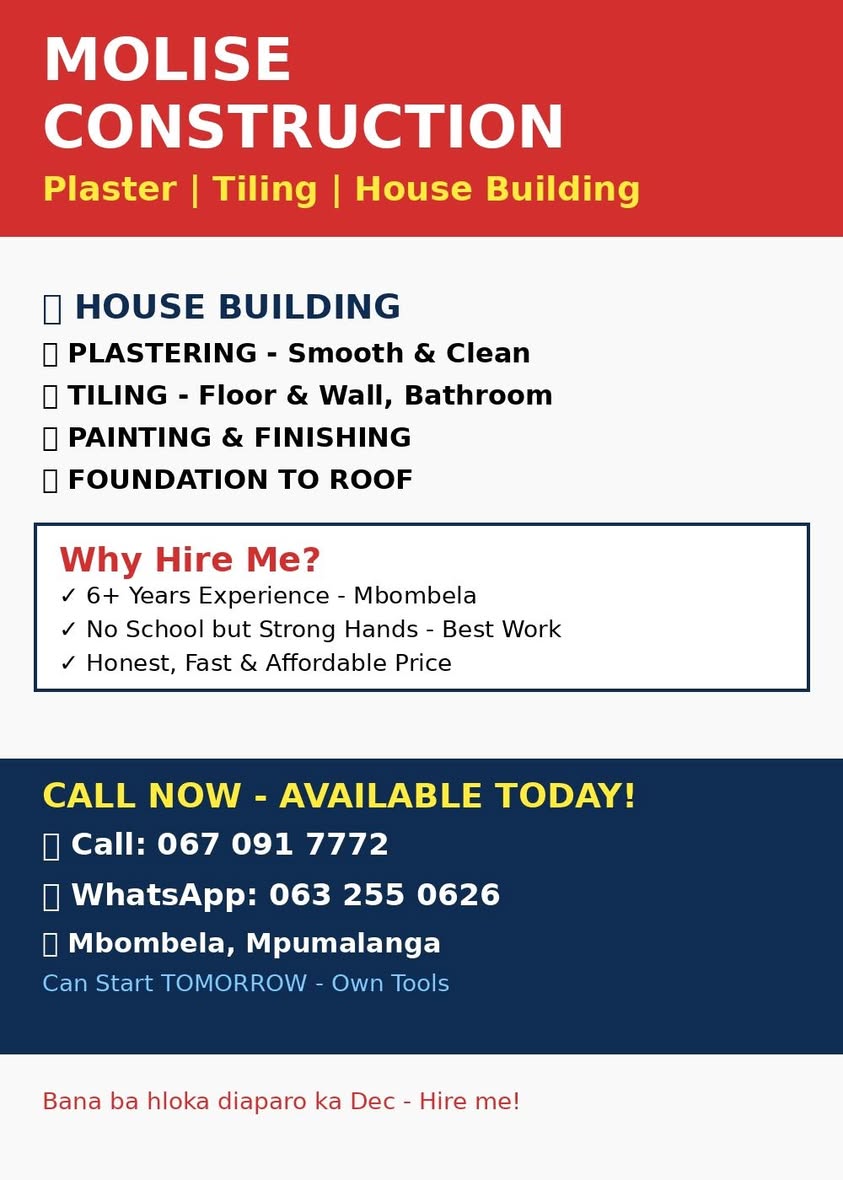 MOLISE
CONSTRUCTION
Plaster | Tiling | House Building
HOUSE BUILDING
PLASTERING - Smooth & Clean
TILING - Floor & Wall, Bathroom
PAINTING & FINISHING
FOUNDATION TO ROOF
Why Hire Me?
✓ 6+ Years Experience - Mbombela
✓ No School but Strong Hands - Best Work
✓ Honest, Fast & Affordable Price
CALL NOW - AVAILABLE TODAY!
Call: 067 091 7772
WhatsApp: 063 255 0626
Mbombela, Mpumalanga
Can Start TOMORROW - Own Tools
Bana ba hloka diaparo ka Dec - Hire me!